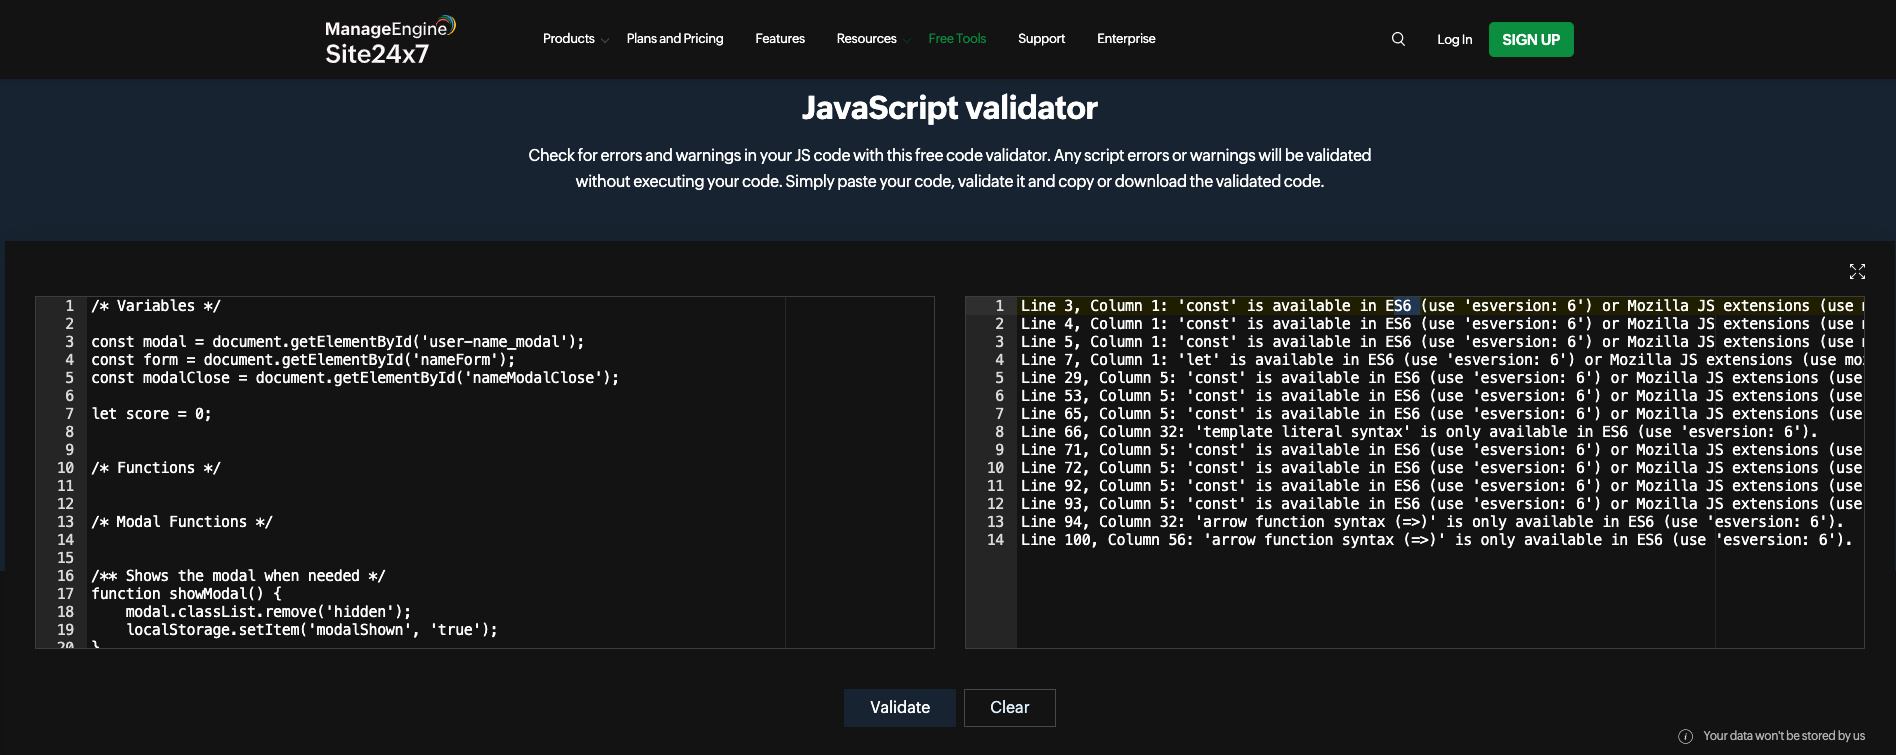 ManageEngine
Site24x7
Products Plans and Pricing Features Resources Free Tools Support Enterprise Log In SIGN UP
JavaScript validator
Check for errors and warnings in your JS code with this free code validator. Any script errors or warnings will be validated
without executing your code. Simply paste your code, validate it and copy or download the validated code.
1 /* Variables */
2
3 const modal = document.getElementById('user-name_modal');
4 const form = document.getElementById('nameForm');
5 const modalClose = document.getElementById('nameModalClose');
6
7 let score = 0;
8
9
10 /* Functions */
11
12
13 /* Modal Functions */
14
15
16 /** Shows the modal when needed */
17 function showModal() {
18 modal.classList.remove('hidden');
19 localStorage.setItem('modalShown', 'true');
20 }
1 Line 3, Column 1: 'const' is available in ES6 (use 'esversion: 6') or Mozilla JS extensions (use
2 Line 4, Column 1: 'const' is available in ES6 (use 'esversion: 6') or Mozilla JS extensions (use
3 Line 5, Column 1: 'const' is available in ES6 (use 'esversion: 6') or Mozilla JS extensions (use
4 Line 7, Column 1: 'let' is available in ES6 (use 'esversion: 6') or Mozilla JS extensions (use mo
5 Line 29, Column 5: 'const' is available in ES6 (use 'esversion: 6') or Mozilla JS extensions (use
6 Line 53, Column 5: 'const' is available in ES6 (use 'esversion: 6') or Mozilla JS extensions (use
7 Line 65, Column 5: 'const' is available in ES6 (use 'esversion: 6') or Mozilla JS extensions (use
8 Line 66, Column 32: 'template literal syntax' is only available in ES6 (use 'esversion: 6').
9 Line 71, Column 5: 'const' is available in ES6 (use 'esversion: 6') or Mozilla JS extensions (use
10 Line 72, Column 5: 'const' is available in ES6 (use 'esversion: 6') or Mozilla JS extensions (use
11 Line 92, Column 5: 'const' is available in ES6 (use 'esversion: 6') or Mozilla JS extensions (use
12 Line 93, Column 5: 'const' is available in ES6 (use 'esversion: 6') or Mozilla JS extensions (use
13 Line 94, Column 32: 'arrow function syntax (=>)' is only available in ES6 (use 'esversion: 6').
14 Line 100, Column 56: 'arrow function syntax (=>)' is only available in ES6 (use 'esversion: 6').
Validate Clear
Your data won't be stored by us